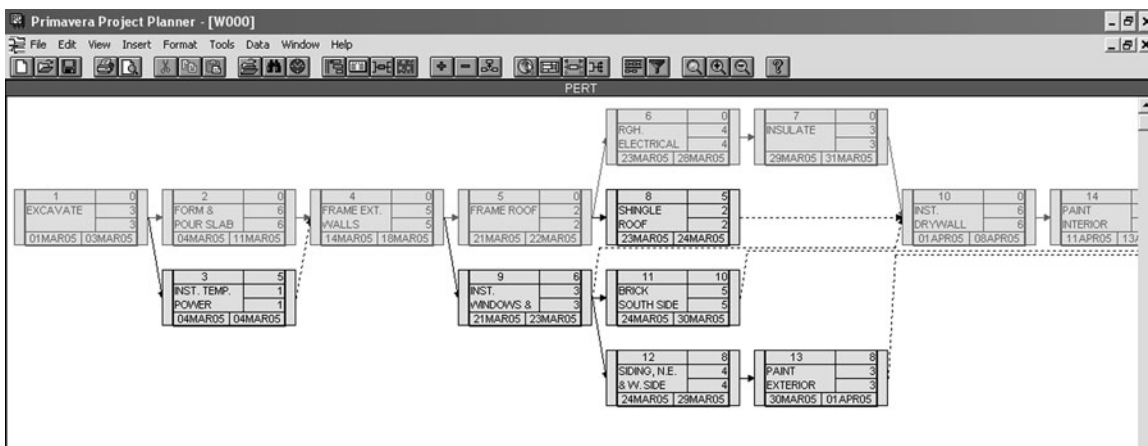 Primavera Project Planner - [W000]
File Edit View Insert Format Tools Data Window Help
PERT
6 0
RGH. 4
ELECTRICAL 4
23MAR05 28MAR05
7 0
INSULATE 3
3
29MAR05 31MAR05
1 0
EXCAVATE 3
3
01MAR05 03MAR05
2 0
FORM & 6
POUR SLAB 6
04MAR05 11MAR05
4 0
FRAME EXT. 5
WALLS 5
14MAR05 18MAR05
5 0
FRAME ROOF 2
2
21MAR05 22MAR05
8 5
SHINGLE 2
ROOF 2
23MAR05 24MAR05
10 0
INST. 6
DRYWALL 6
01APR05 08APR05
14
PAINT
INTERIOR
11APR05 13A
3 5
INST. TEMP. 1
POWER 1
04MAR05 04MAR05
9 6
INST. 3
WINDOWS & 3
21MAR05 23MAR05
11 10
BRICK 5
SOUTH SIDE 5
24MAR05 30MAR05
12 8
SIDING, N.E. 4
& W. SIDE 4
24MAR05 29MAR05
13 8
PAINT 3
EXTERIOR 3
30MAR05 01APR05